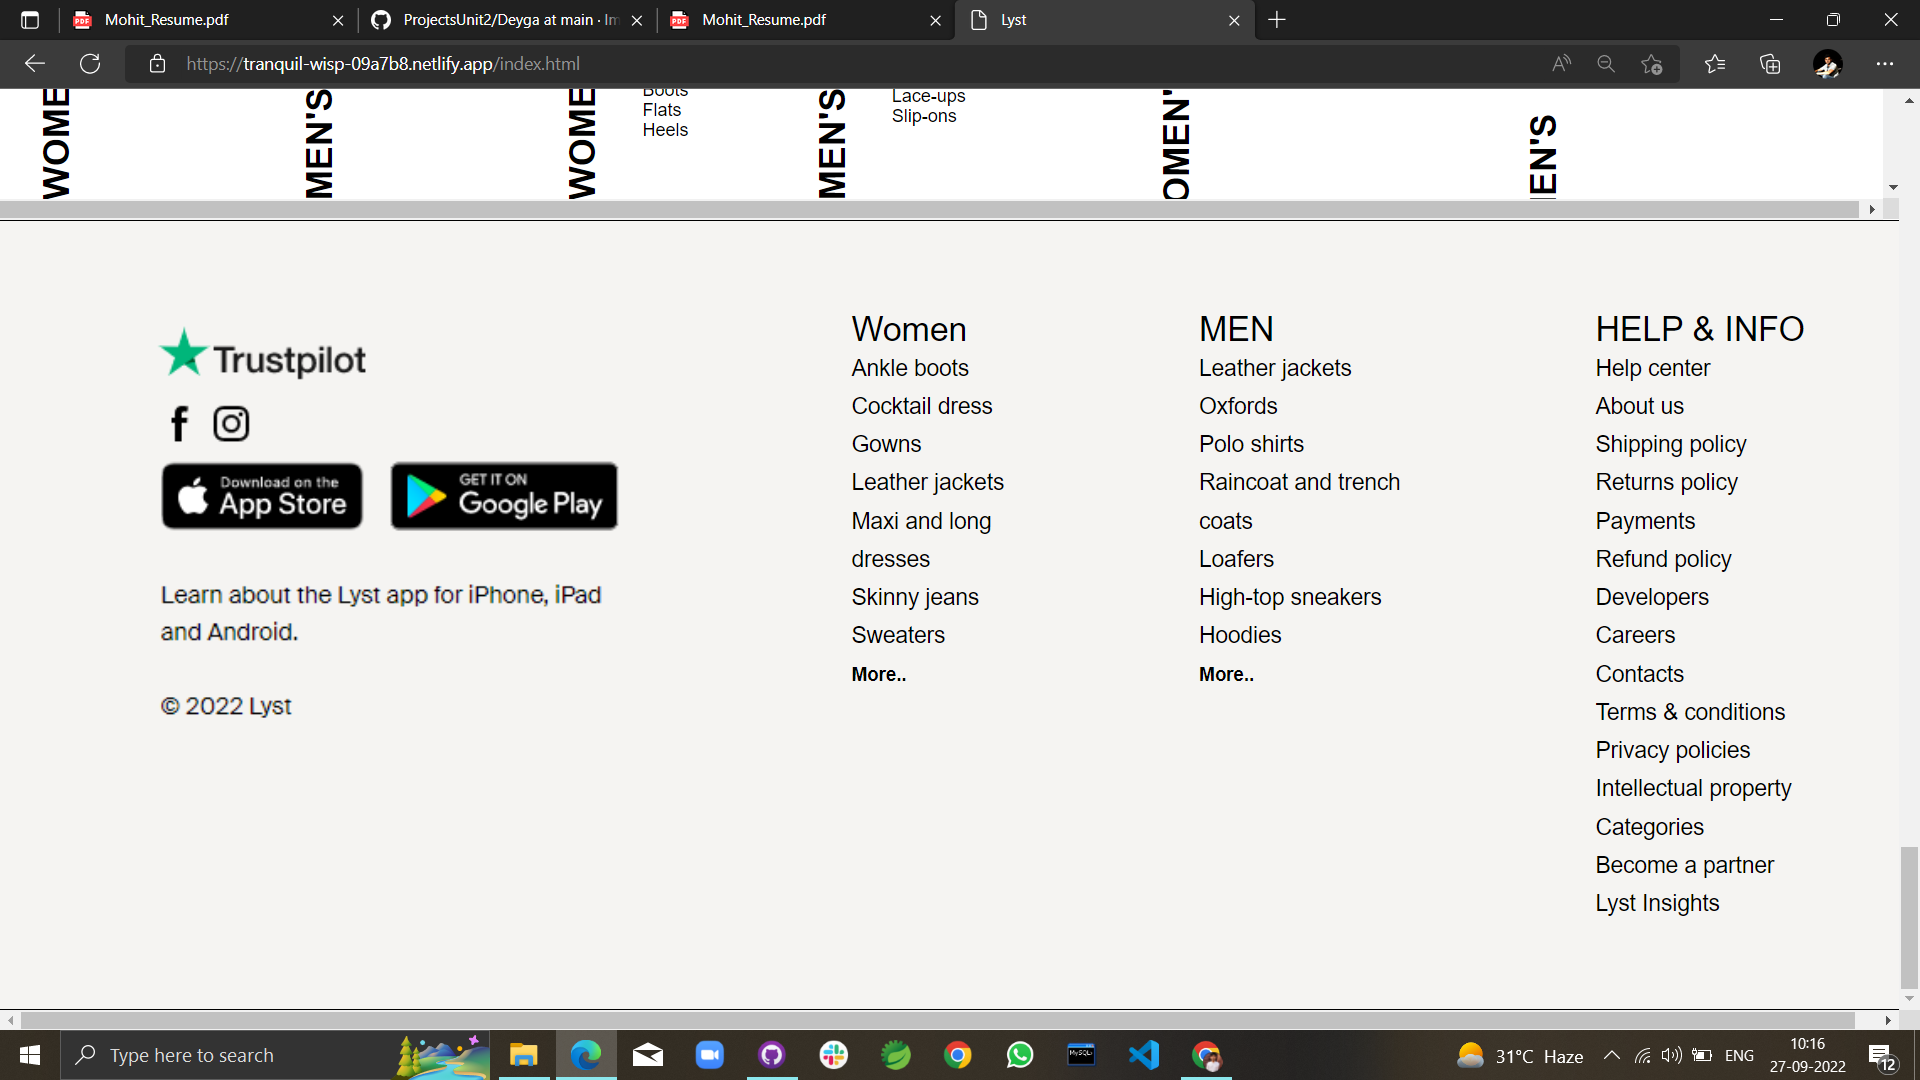 Mohit_Resume.pdf
ProjectsUnit2/Deyga at main · Im
Mohit_Resume.pdf
Lyst
https://tranquil-wisp-09a7b8.netlify.app/index.html
WOME
MEN'S
WOME
Boots
Flats
Heels
MEN'S
Lace-ups
Slip-ons
OMEN'
EN'S
Trustpilot
Download on the
App Store
GET IT ON
Google Play
Learn about the Lyst app for iPhone, iPad
and Android.
© 2022 Lyst
Women
Ankle boots
Cocktail dress
Gowns
Leather jackets
Maxi and long
dresses
Skinny jeans
Sweaters
More..
MEN
Leather jackets
Oxfords
Polo shirts
Raincoat and trench
coats
Loafers
High-top sneakers
Hoodies
More..
HELP & INFO
Help center
About us
Shipping policy
Returns policy
Payments
Refund policy
Developers
Careers
Contacts
Terms & conditions
Privacy policies
Intellectual property
Categories
Become a partner
Lyst Insights
Type here to search
31°C Haze
ENG
10:16
27-09-2022
12